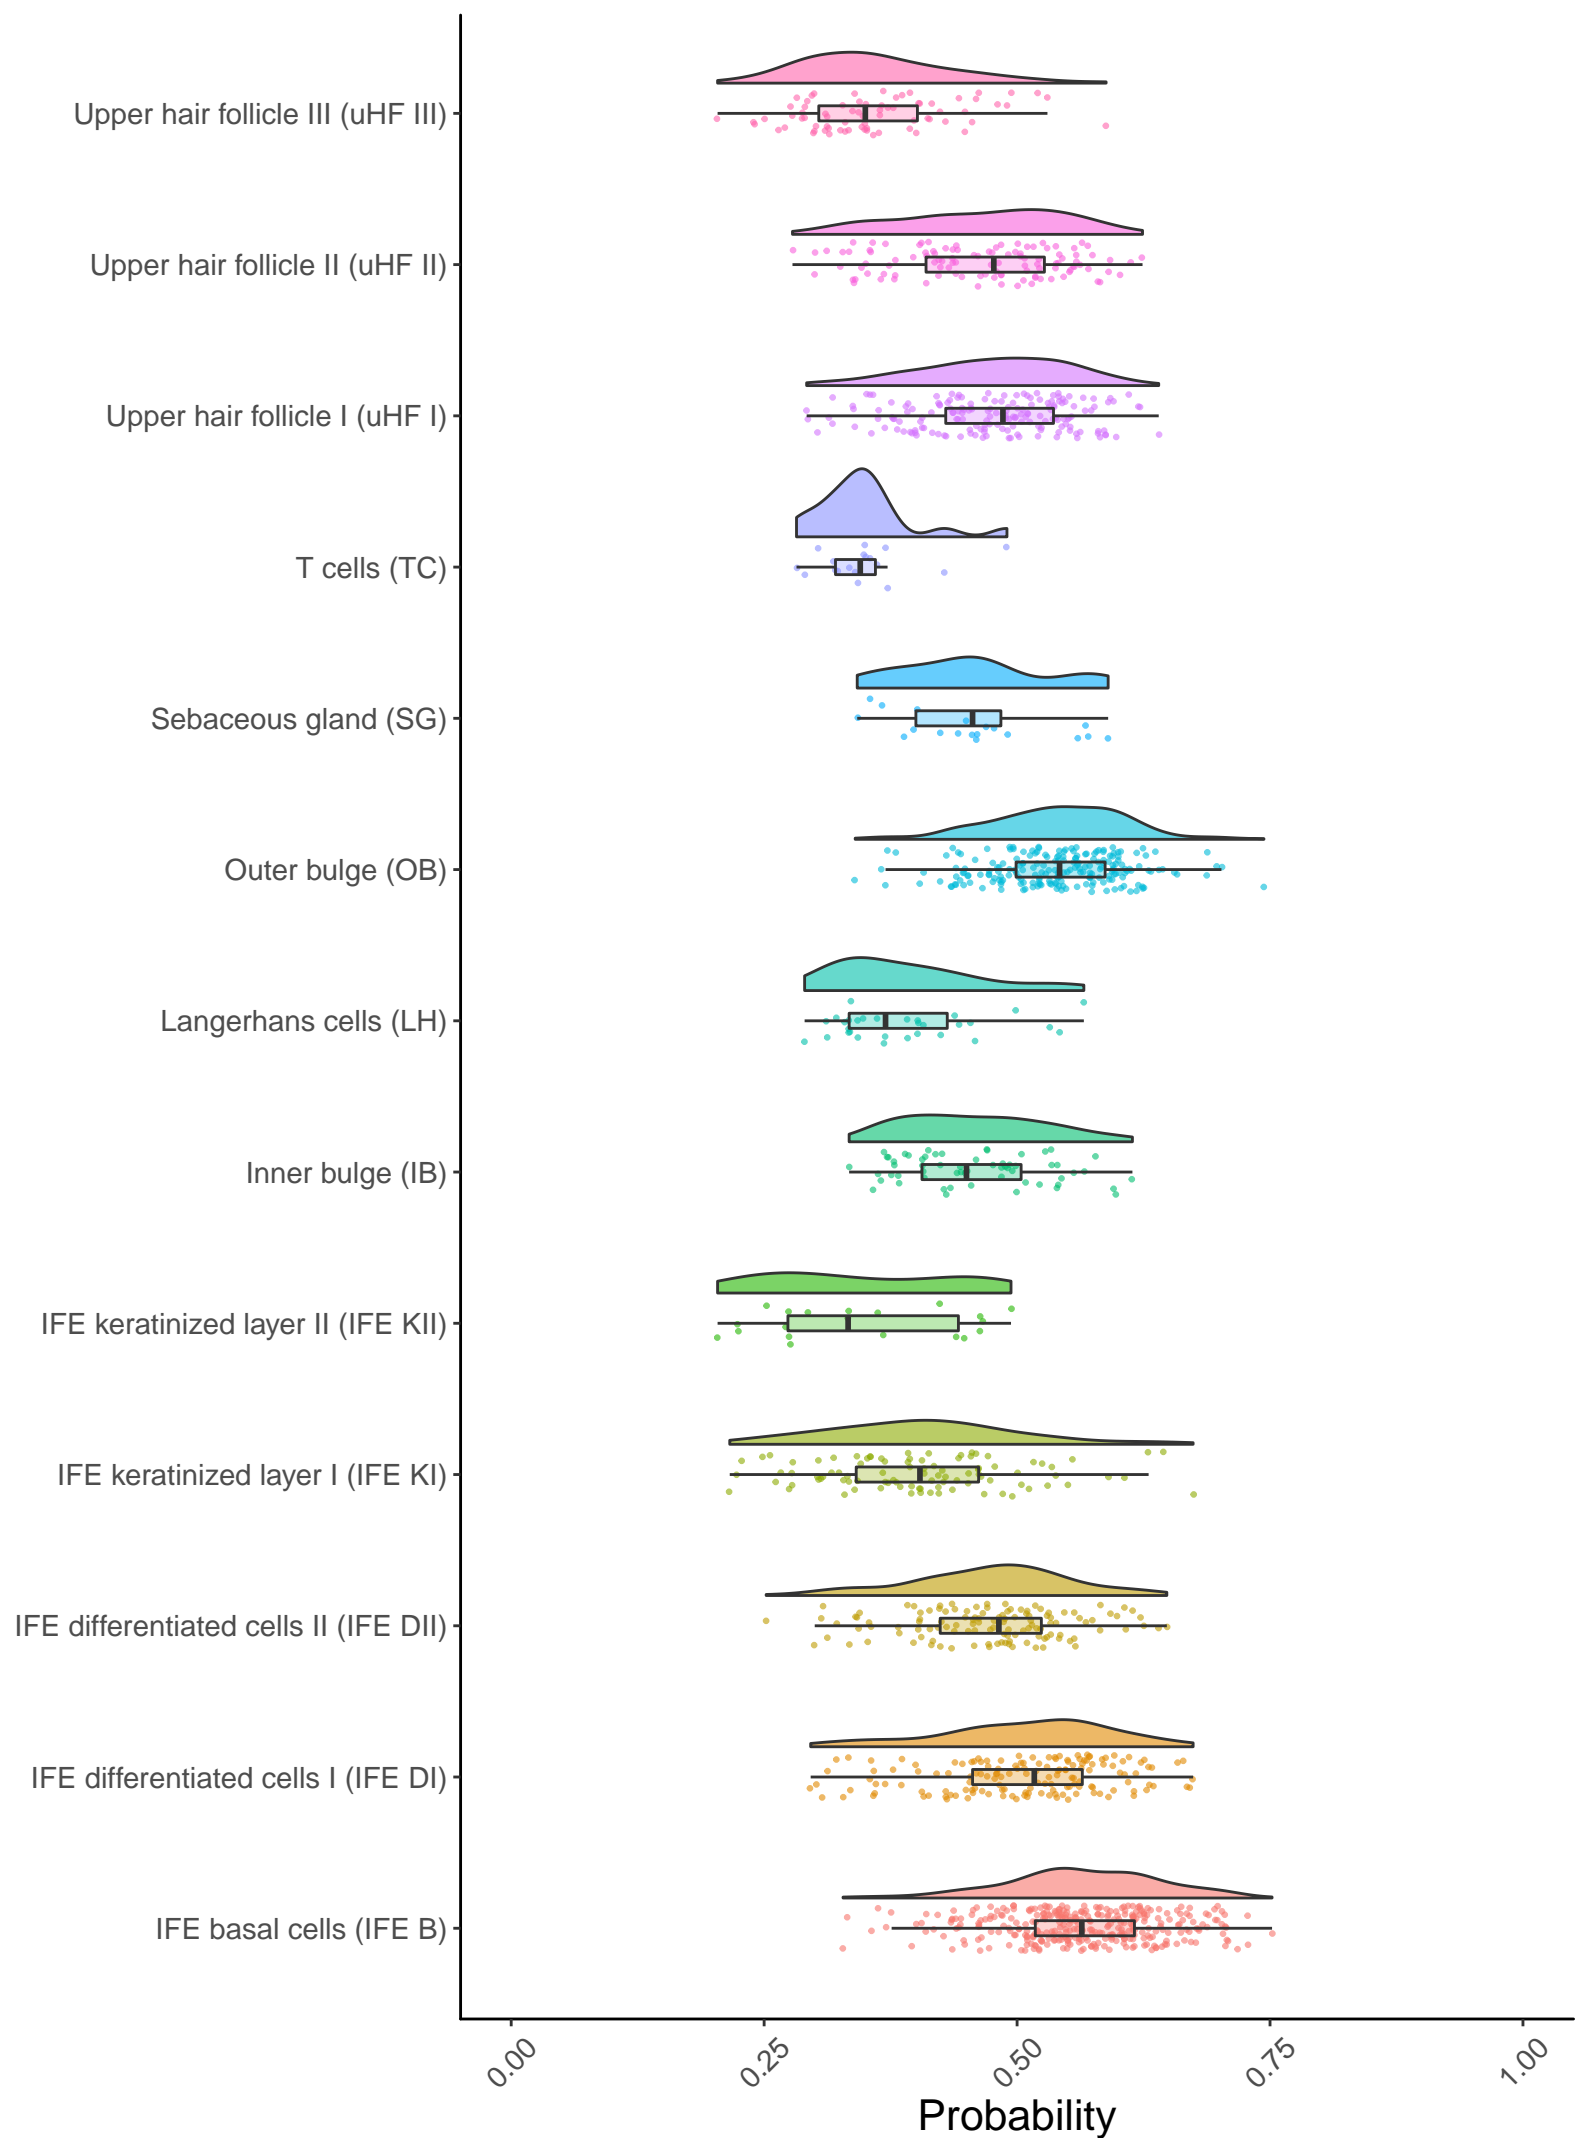 Upper hair follicle III (uHF III)
Upper hair follicle II (uHF II)
Upper hair follicle I (uHF I)
T cells (TC)
Sebaceous gland (SG)
Outer bulge (OB)
Langerhans cells (LH)
Inner bulge (IB)
IFE keratinized layer II (IFE KII)
IFE keratinized layer I (IFE KI)
IFE differentiated cells II (IFE DII)
IFE differentiated cells I (IFE DI)
IFE basal cells (IFE B)
0.00
0.25
0.50
0.75
1.00
Probability